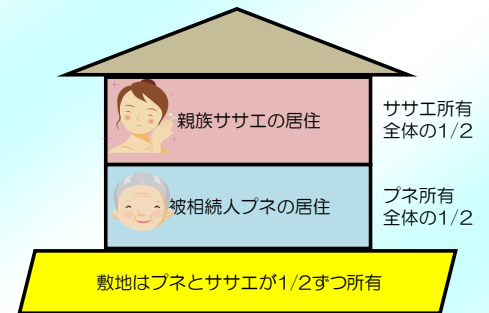 親族ササエの居住
ササエ所有
全体の1/2
被相続人プネの居住
プネ所有
全体の1/2
敷地はプネとササエが1/2ずつ所有